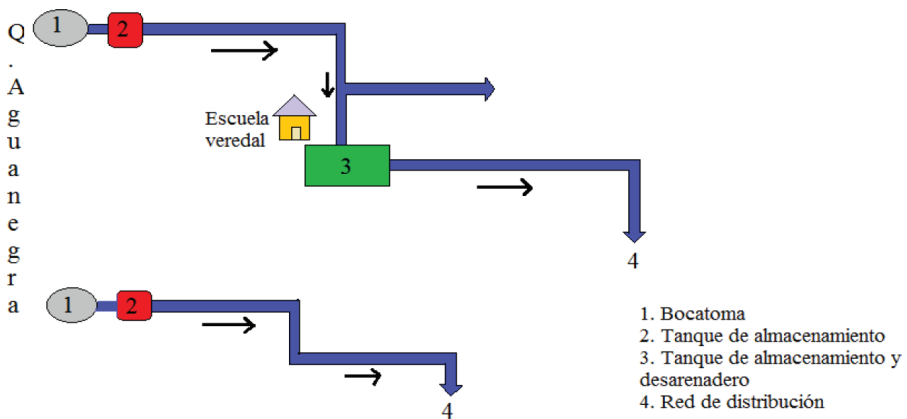 Q. Aguanegra
1
2
Escuela
veredal
3
4
1
2
4
1. Bocatoma
2. Tanque de almacenamiento
3. Tanque de almacenamiento y
desarenadero
4. Red de distribución